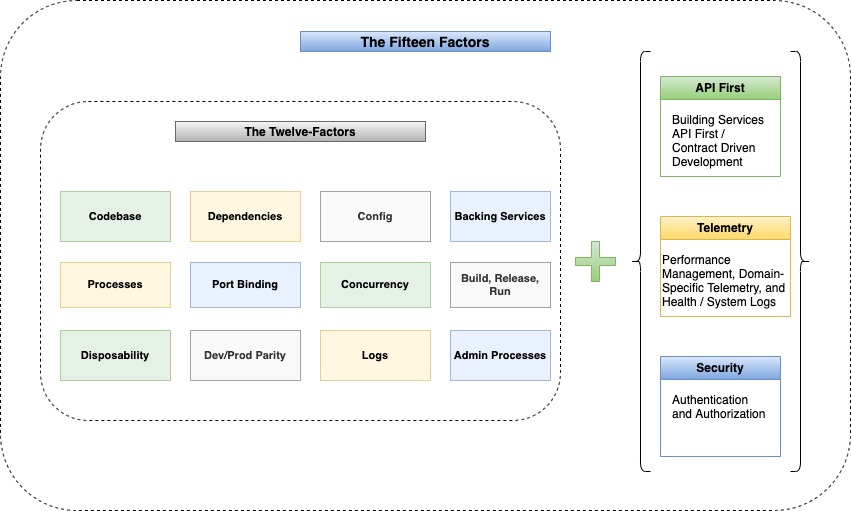 The Fifteen Factors
The Twelve-Factors
Codebase
Dependencies
Config
Backing Services
Processes
Port Binding
Concurrency
Build, Release,
Run
Disposability
Dev/Prod Parity
Logs
Admin Processes
API First
Building Services
API First /
Contract Driven
Development
Telemetry
Performance
Management, Domain-
Specific Telemetry, and
Health / System Logs
Security
Authentication
and Authorization